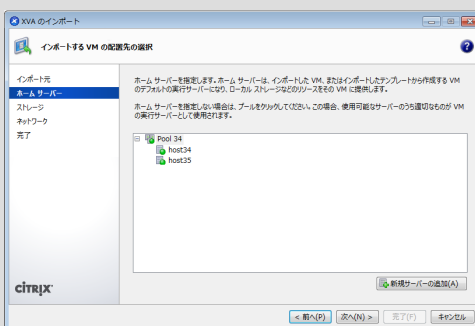 XVA のインポート
インポートする VM の配置先の選択
インポート元
ホーム サーバー
ストレージ
ネットワーク
完了
ホーム サーバーを指定します。ホーム サーバーは、インポートした VM、またはインポートしたテンプレートから作成する VM
のデフォルトの実行サーバーになり、ローカル ストレージなどのリソースをその VM に提供します。
ホーム サーバーを指定しない場合は、プールをクリックしてください。この場合、使用可能なサーバーのうち適切なものが VM
の実行サーバーとして使用されます。
Pool 34
host34
host35
新規サーバーの追加(A)
CITRIX
< 前へ(P)
次へ(N) >
完了(F)
キャンセル